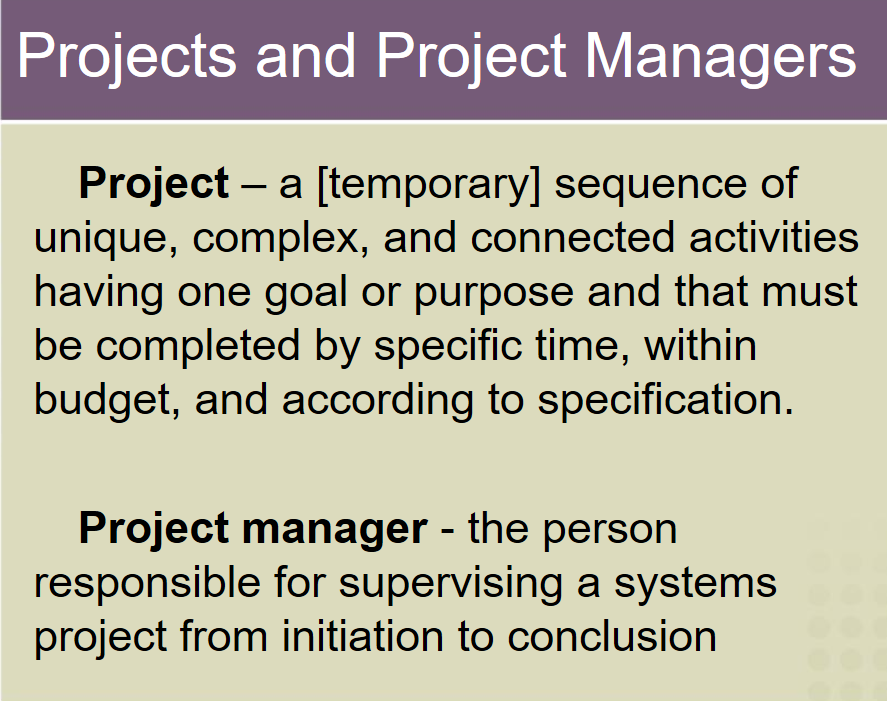 Projects and Project Managers
Project – a [temporary] sequence of
unique, complex, and connected activities
having one goal or purpose and that must
be completed by specific time, within
budget, and according to specification.
Project manager - the person
responsible for supervising a systems
project from initiation to conclusion